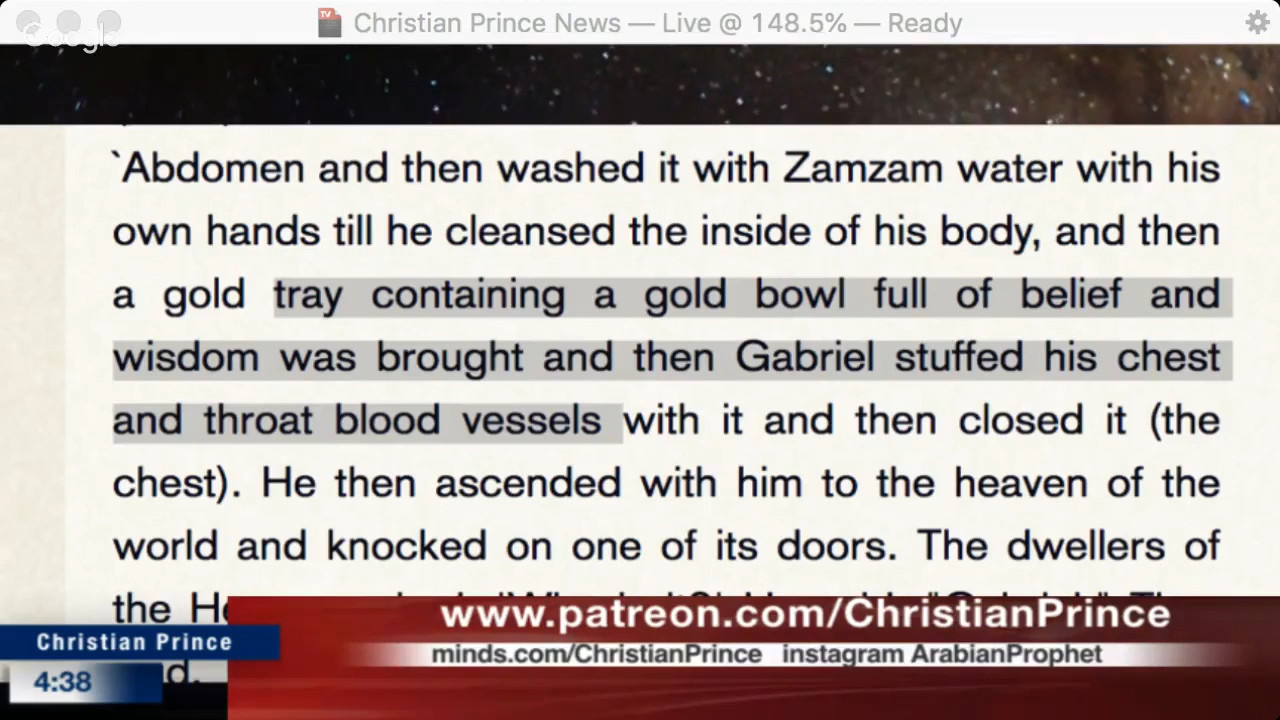 Christian Prince News — Live @ 148.5% — Ready
Google
`Abdomen and then washed it with Zamzam water with his
own hands till he cleansed the inside of his body, and then
a gold tray containing a gold bowl full of belief and
wisdom was brought and then Gabriel stuffed his chest
and throat blood vessels with it and then closed it (the
chest). He then ascended with him to the heaven of the
world and knocked on one of its doors. The dwellers of
the
www.patreon.com/ChristianPrince
Christian Prince
minds.com/ChristianPrince instagram ArabianProphet
4:38